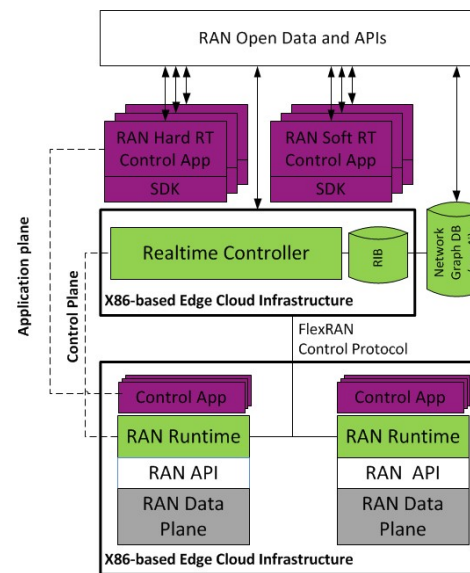 RAN Open Data and APIs
RAN Hard RT
Control App
SDK
RAN Soft RT
Control App
SDK
Application plane
Control Plane
Realtime Controller
RIB
Network
Graph DB
X86-based Edge Cloud Infrastructure
FlexRAN
Control Protocol
Control App
RAN Runtime
RAN API
RAN Data
Plane
Control App
RAN Runtime
RAN API
RAN Data
Plane
X86-based Edge Cloud Infrastructure